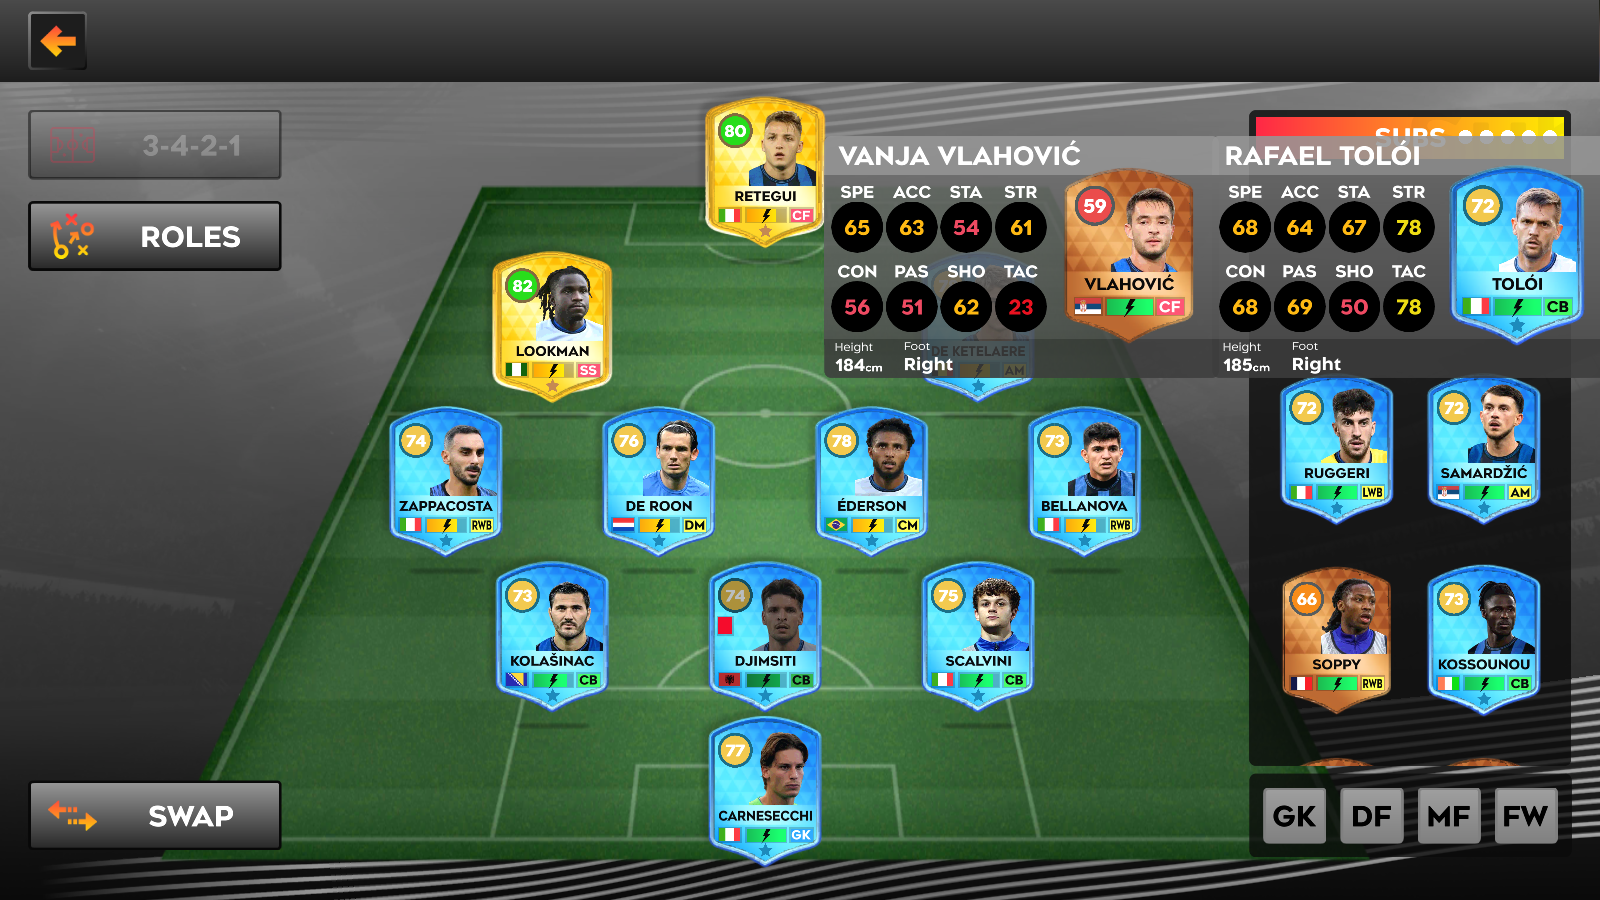 3-4-2-1
ROLES
SWAP
80
RETEGUI
CF
82
LOOKMAN
SS
DE KETELAERE
AM
74
ZAPPACOSTA
RWB
76
DE ROON
DM
78
ÉDERSON
CM
73
BELLANOVA
RWB
73
KOLAŠINAC
CB
74
DJIMSITI
CB
75
SCALVINI
CB
77
CARNESECCHI
GK
SUBS
VANJA VLAHOVIĆ
SPE ACC STA STR
65 63 54 61
CON PAS SHO TAC
56 51 62 23
Height Foot
184cm Right
59
VLAHOVIĆ
CF
RAFAEL TOLÓI
SPE ACC STA STR
68 64 67 78
CON PAS SHO TAC
68 69 50 78
Height Foot
185cm Right
72
TOLÓI
CB
72
RUGGERI
LWB
72
SAMARDŽIĆ
AM
66
SOPPY
RWB
73
KOSSOUNOU
CB
GK DF MF FW